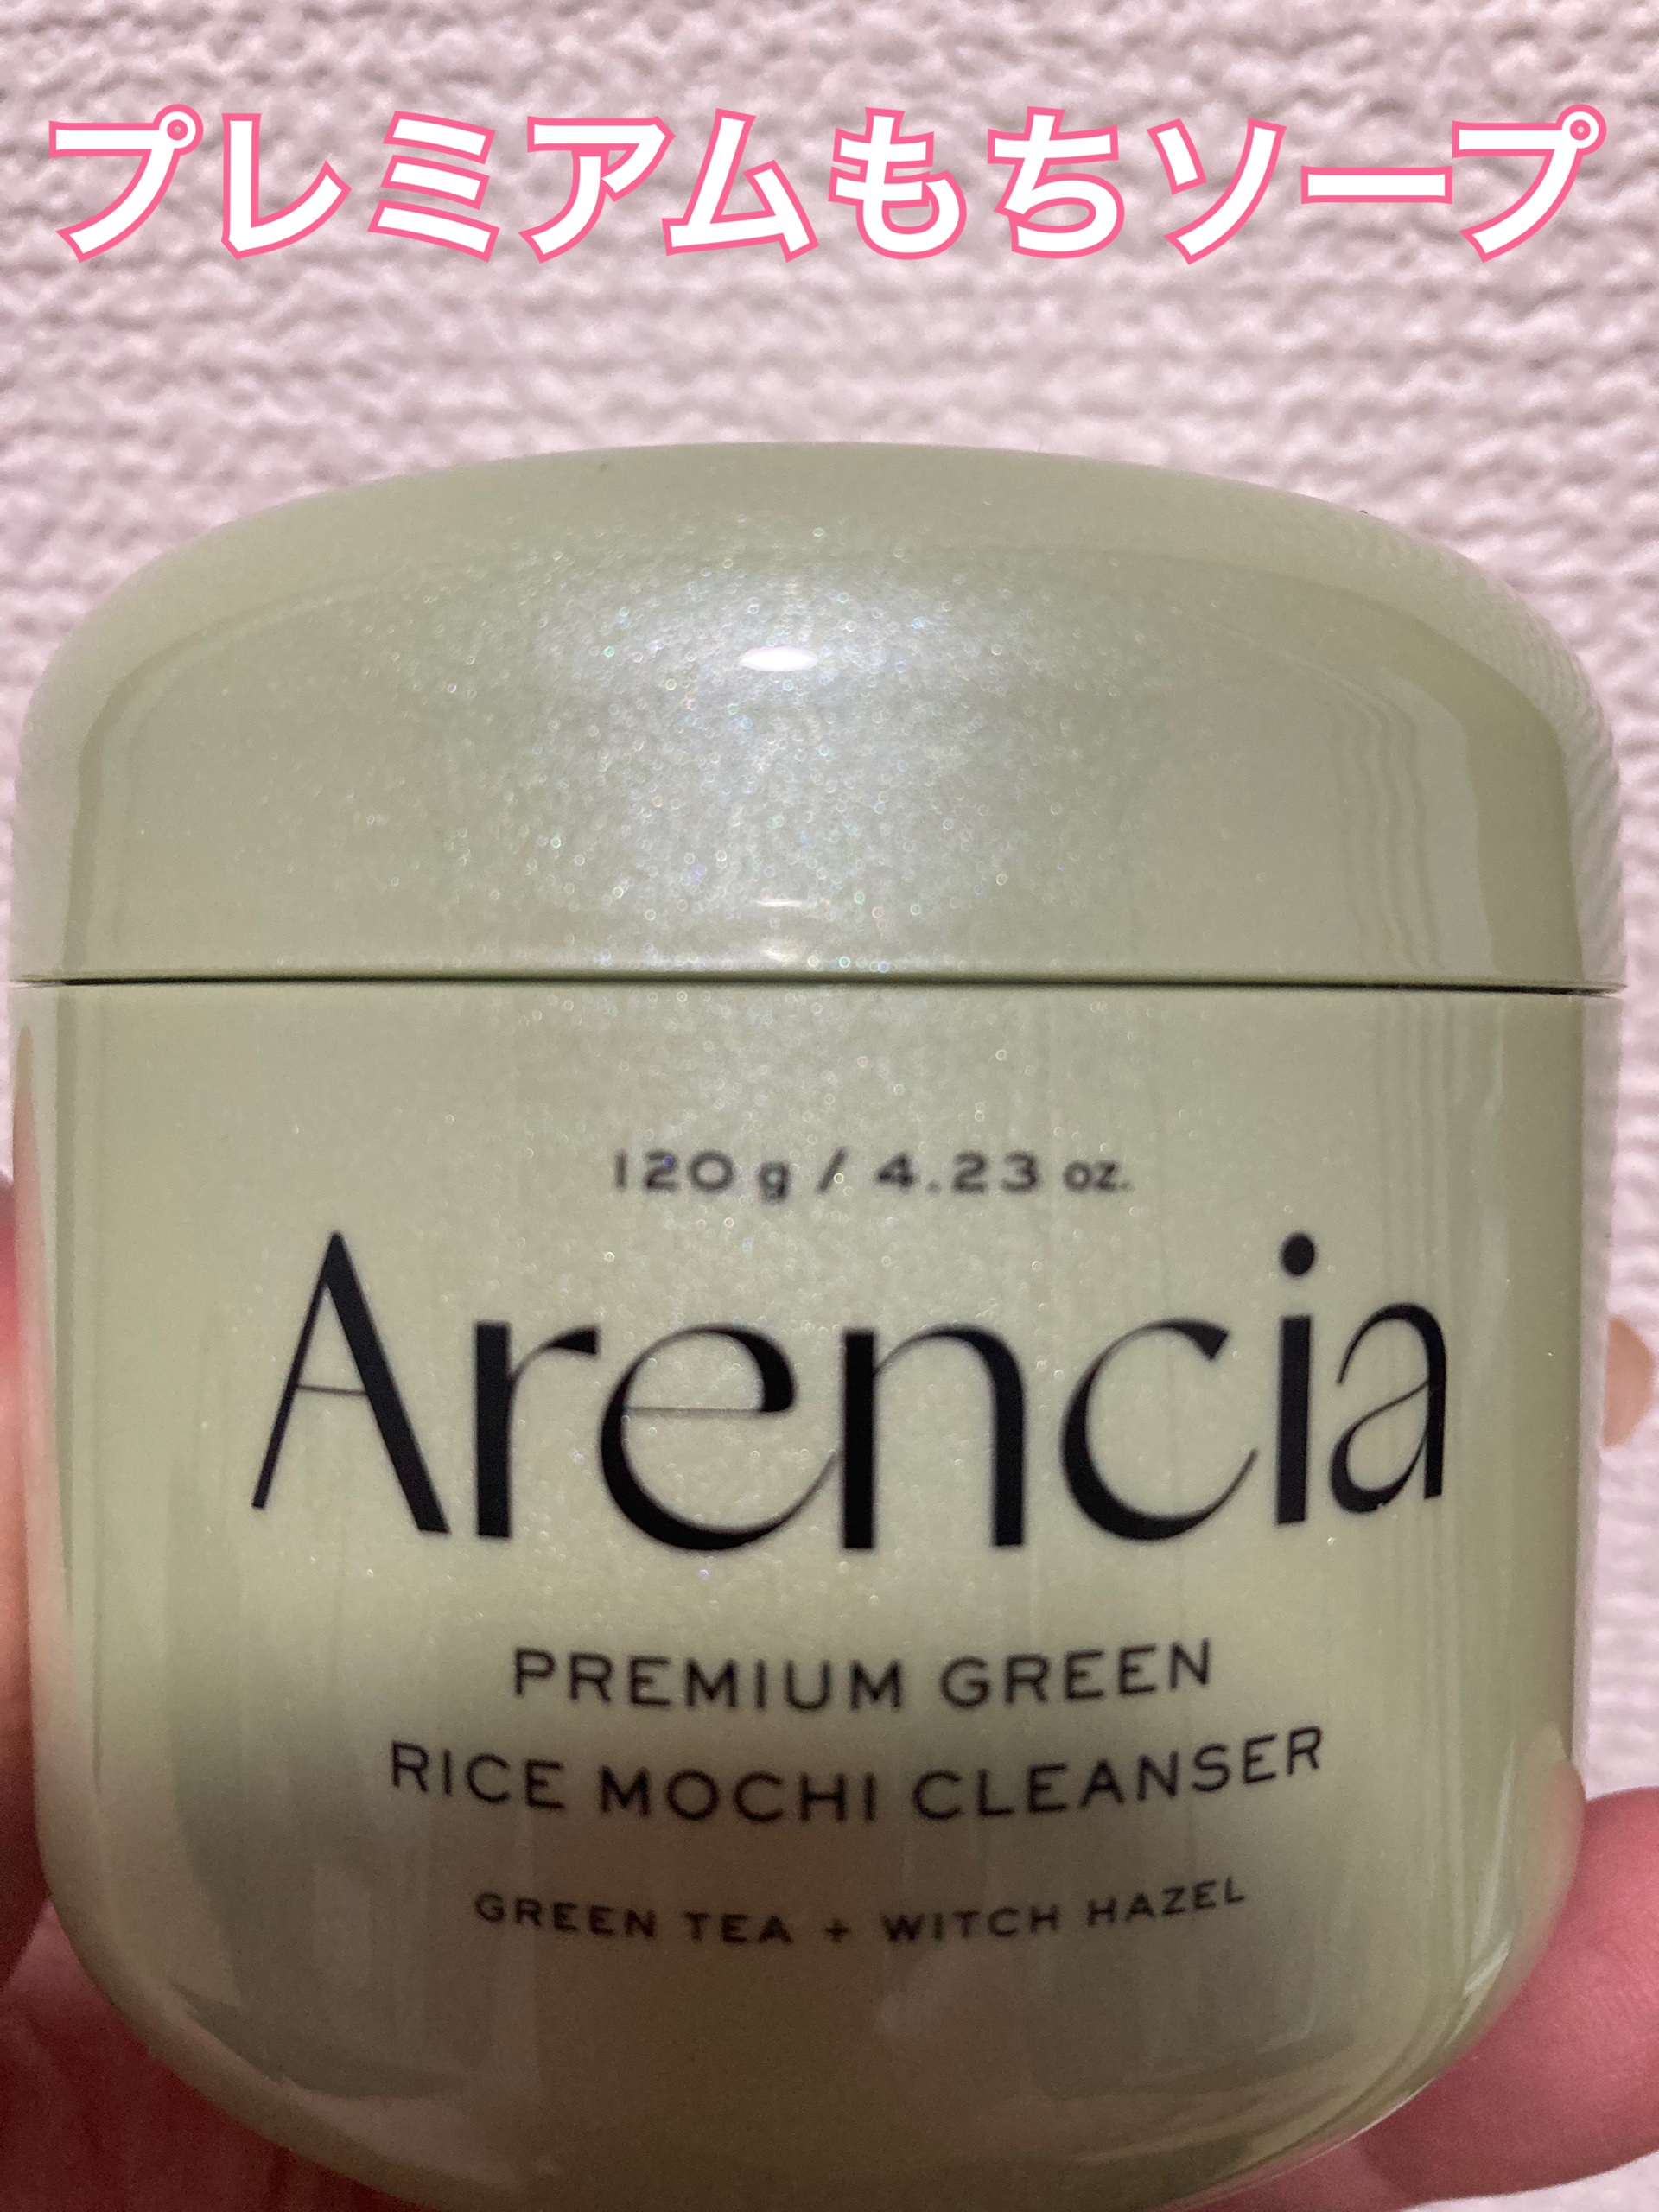 プレミアムもちソープ
120 g / 4.23 oz.
Arencia
PREMIUM GREEN
RICE MOCHI CLEANSER
GREEN TEA + WITCH HAZEL